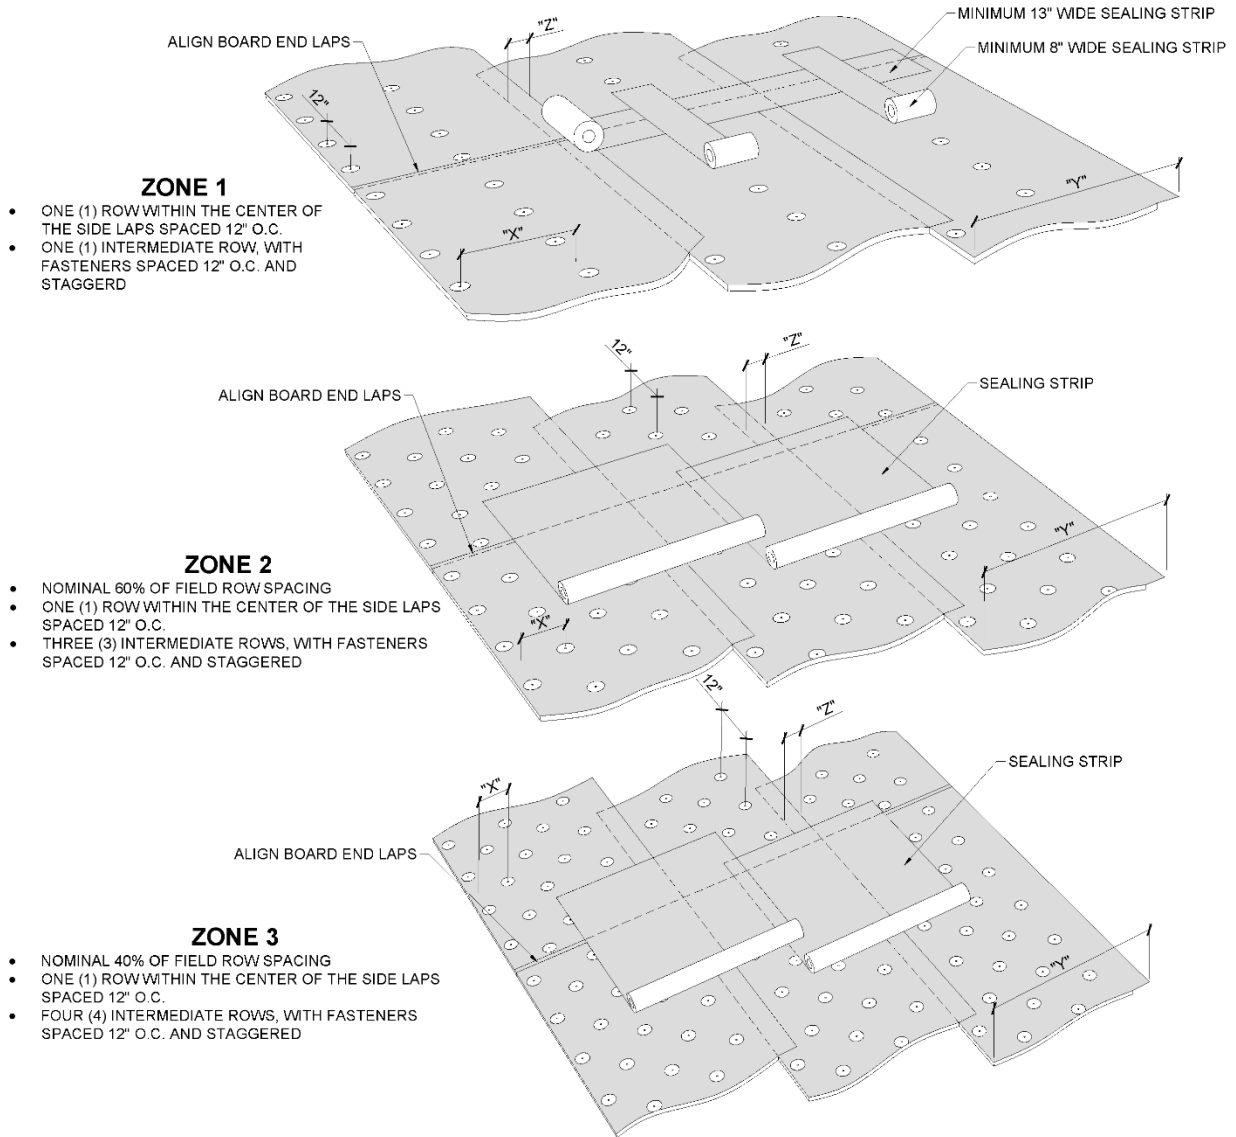 "Z"
MINIMUM 13" WIDE SEALING STRIP
ALIGN BOARD END LAPS
MINIMUM 8" WIDE SEALING STRIP
12"
ZONE 1
• ONE (1) ROW WITHIN THE CENTER OF
THE SIDE LAPS SPACED 12" O.C.
• ONE (1) INTERMEDIATE ROW, WITH
FASTENERS SPACED 12" O.C. AND
STAGGERD
"X"
"Y"
12"
"Z"
ALIGN BOARD END LAPS
SEALING STRIP
"Y"
ZONE 2
• NOMINAL 60% OF FIELD ROW SPACING
• ONE (1) ROW WITHIN THE CENTER OF THE SIDE LAPS
SPACED 12" O.C.
• THREE (3) INTERMEDIATE ROWS, WITH FASTENERS
SPACED 12" O.C. AND STAGGERED
"X"
12"
"Z"
"X"
SEALING STRIP
ALIGN BOARD END LAPS
"Y"
ZONE 3
• NOMINAL 40% OF FIELD ROW SPACING
• ONE (1) ROW WITHIN THE CENTER OF THE SIDE LAPS
SPACED 12" O.C.
• FOUR (4) INTERMEDIATE ROWS, WITH FASTENERS
SPACED 12" O.C. AND STAGGERED